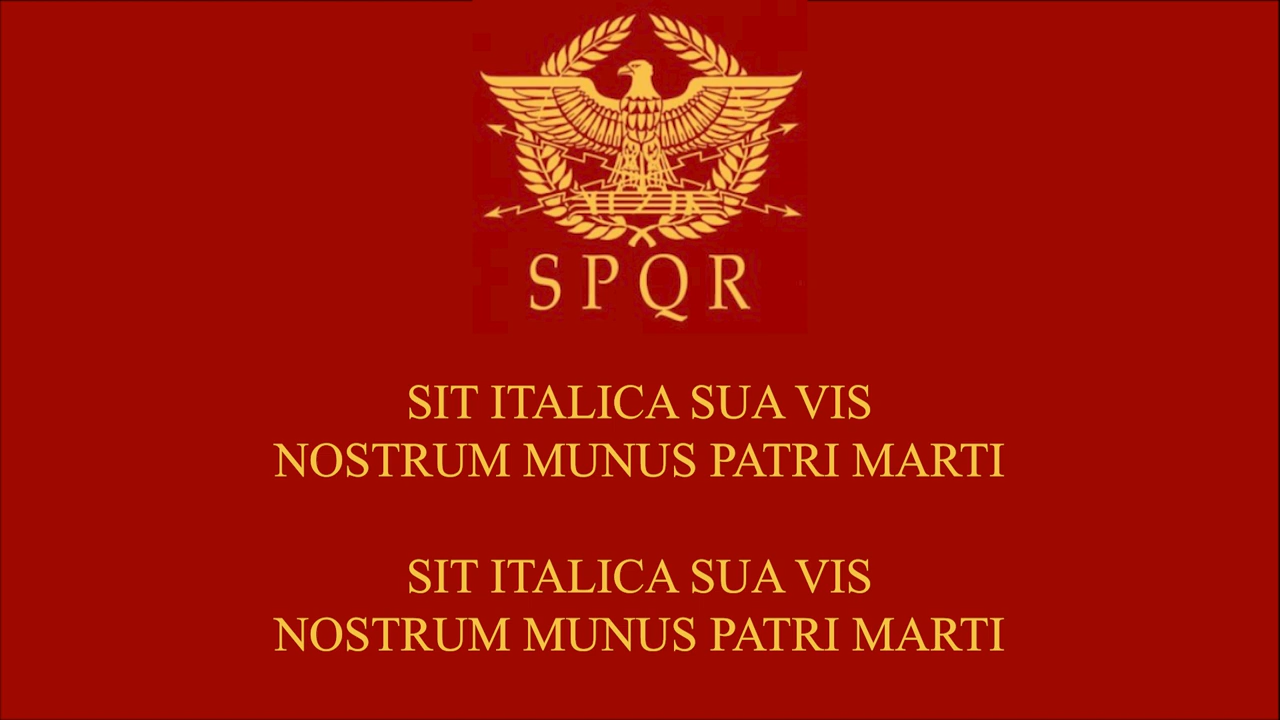 SPQR
SIT ITALICA SUA VIS
NOSTRUM MUNUS PATRI MARTI
SIT ITALICA SUA VIS
NOSTRUM MUNUS PATRI MARTI